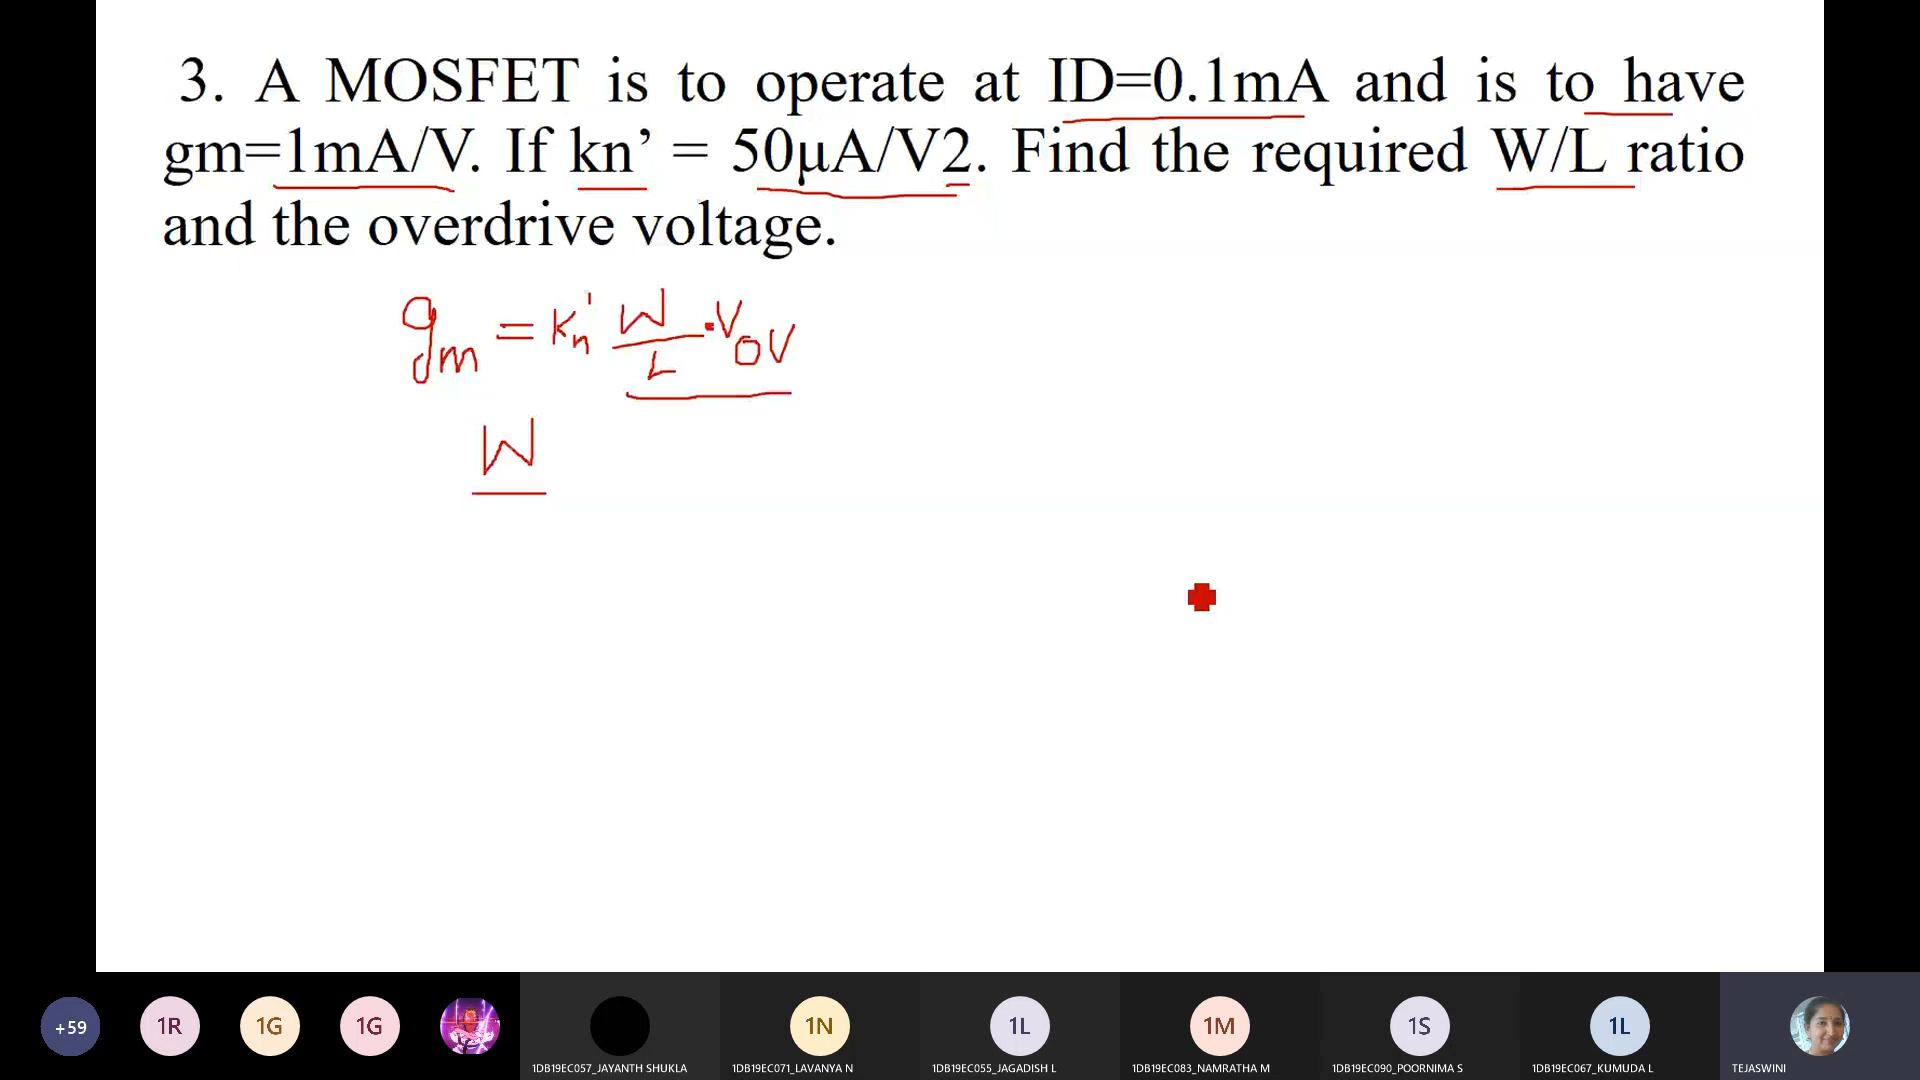 3. A MOSFET is to operate at ID=0.1mA and is to have
gm=1mA/V. If kn’ = 50μA/V2. Find the required W/L ratio
and the overdrive voltage.
gm = Kn' W/L . VOV
W
+59
1R
1G
1G
1N
1L
1M
1S
1L
1DB19EC057_JAYANTH SHUKLA
1DB19EC071_LAVANYA N
1DB19EC055_JAGADISH L
1DB19EC083_NAMRATHA M
1DB19EC090_POORNIMA S
1DB19EC067_KUMUDA L
TEJASWINI